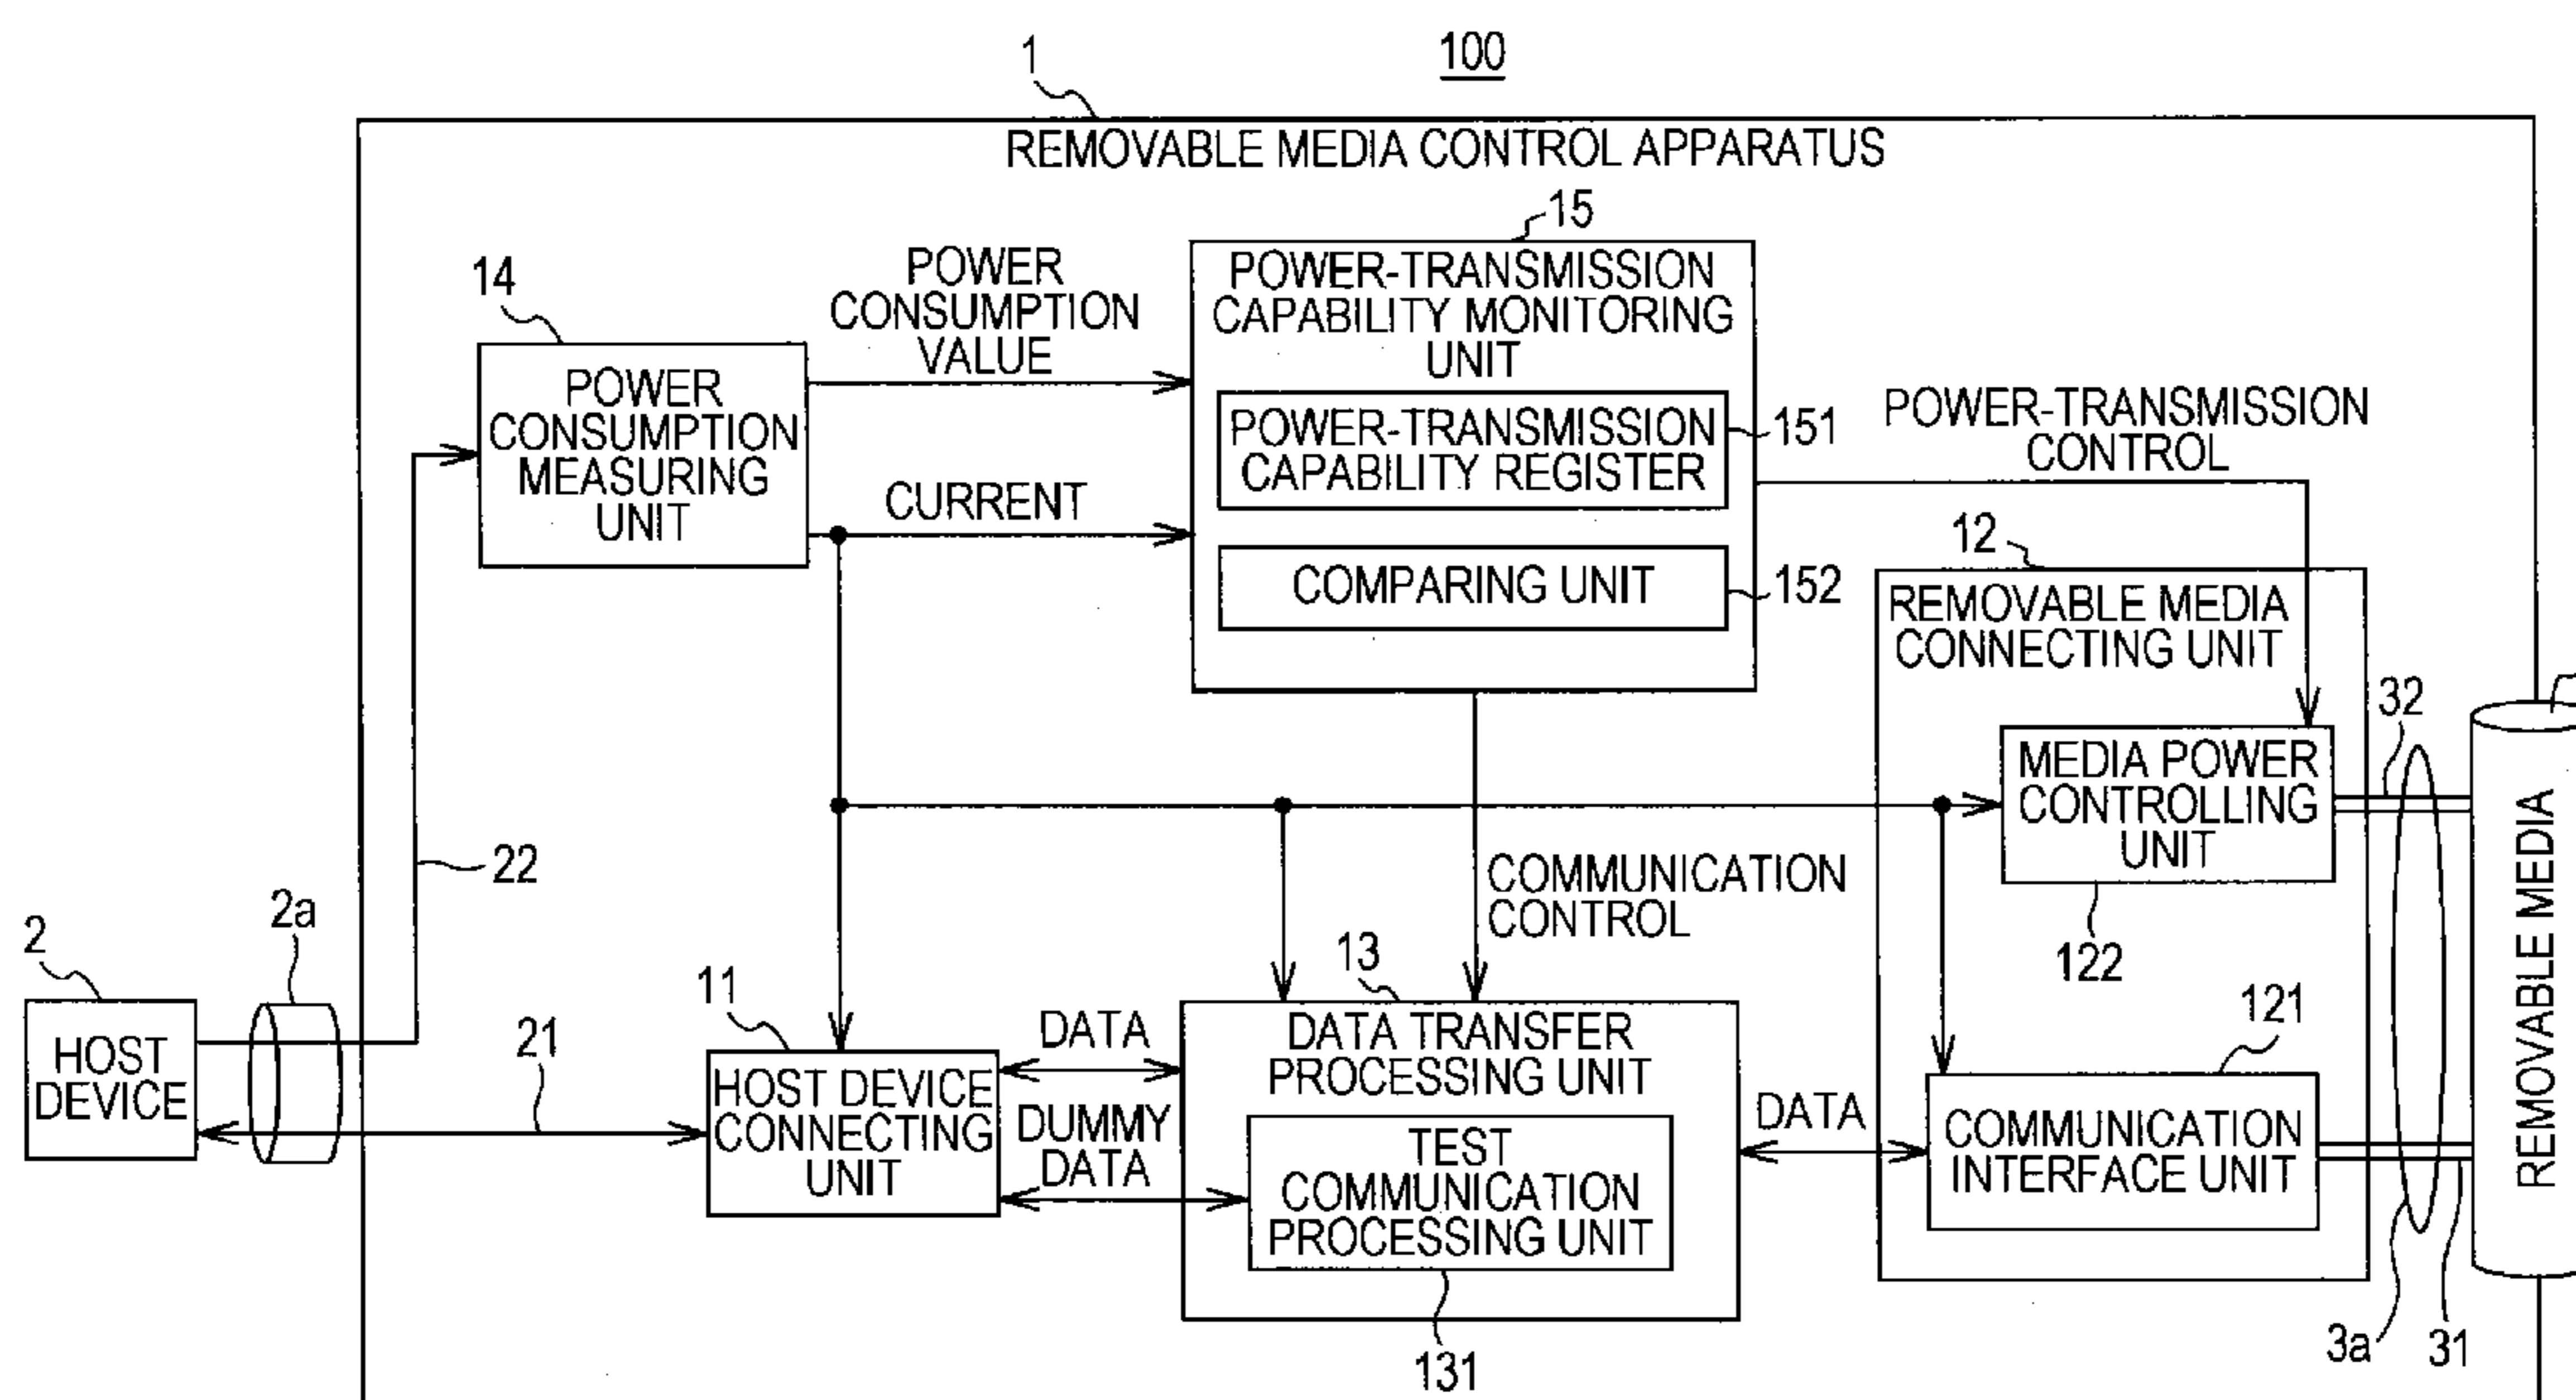 100
1
REMOVABLE MEDIA CONTROL APPARATUS
15
14
POWER
CONSUMPTION
VALUE
POWER-TRANSMISSION
CAPABILITY MONITORING
UNIT
POWER
CONSUMPTION
MEASURING
UNIT
POWER-TRANSMISSION
CAPABILITY REGISTER
151
POWER-TRANSMISSION
CONTROL
CURRENT
COMPARING UNIT
152
12
REMOVABLE MEDIA
CONNECTING UNIT
32
MEDIA POWER
CONTROLLING
UNIT
122
22
COMMUNICATION
CONTROL
2
2a
HOST
DEVICE
21
11
HOST DEVICE
CONNECTING
UNIT
DATA
DUMMY
DATA
13
DATA TRANSFER
PROCESSING UNIT
TEST
COMMUNICATION
PROCESSING UNIT
131
DATA
121
COMMUNICATION
INTERFACE UNIT
REMOVABLE MEDIA
3a
31